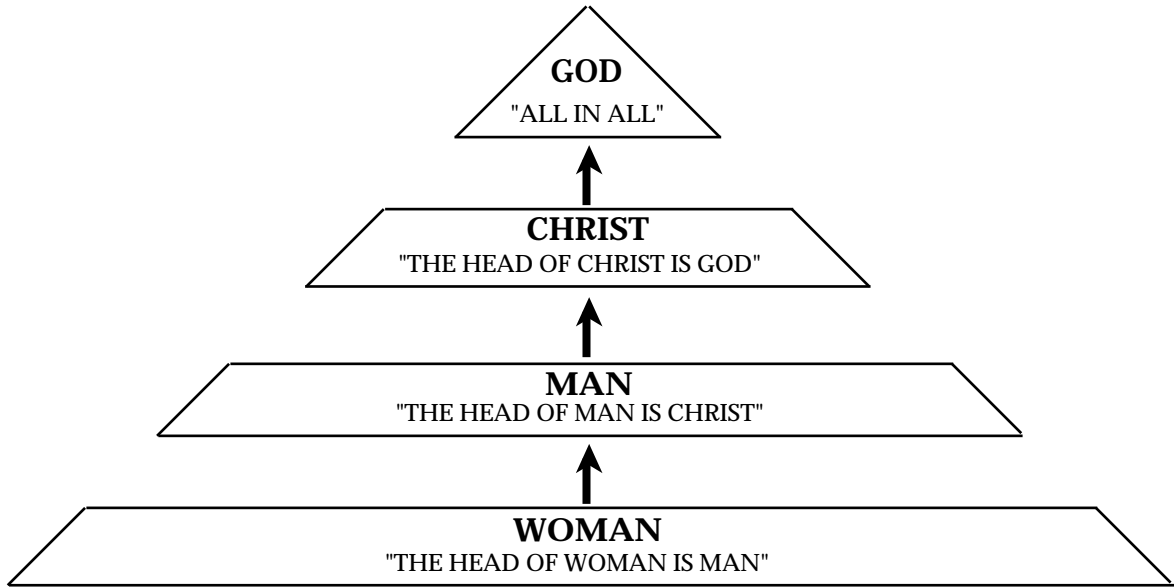 GOD
"ALL IN ALL"
CHRIST
"THE HEAD OF CHRIST IS GOD"
MAN
"THE HEAD OF MAN IS CHRIST"
WOMAN
"THE HEAD OF WOMAN IS MAN"